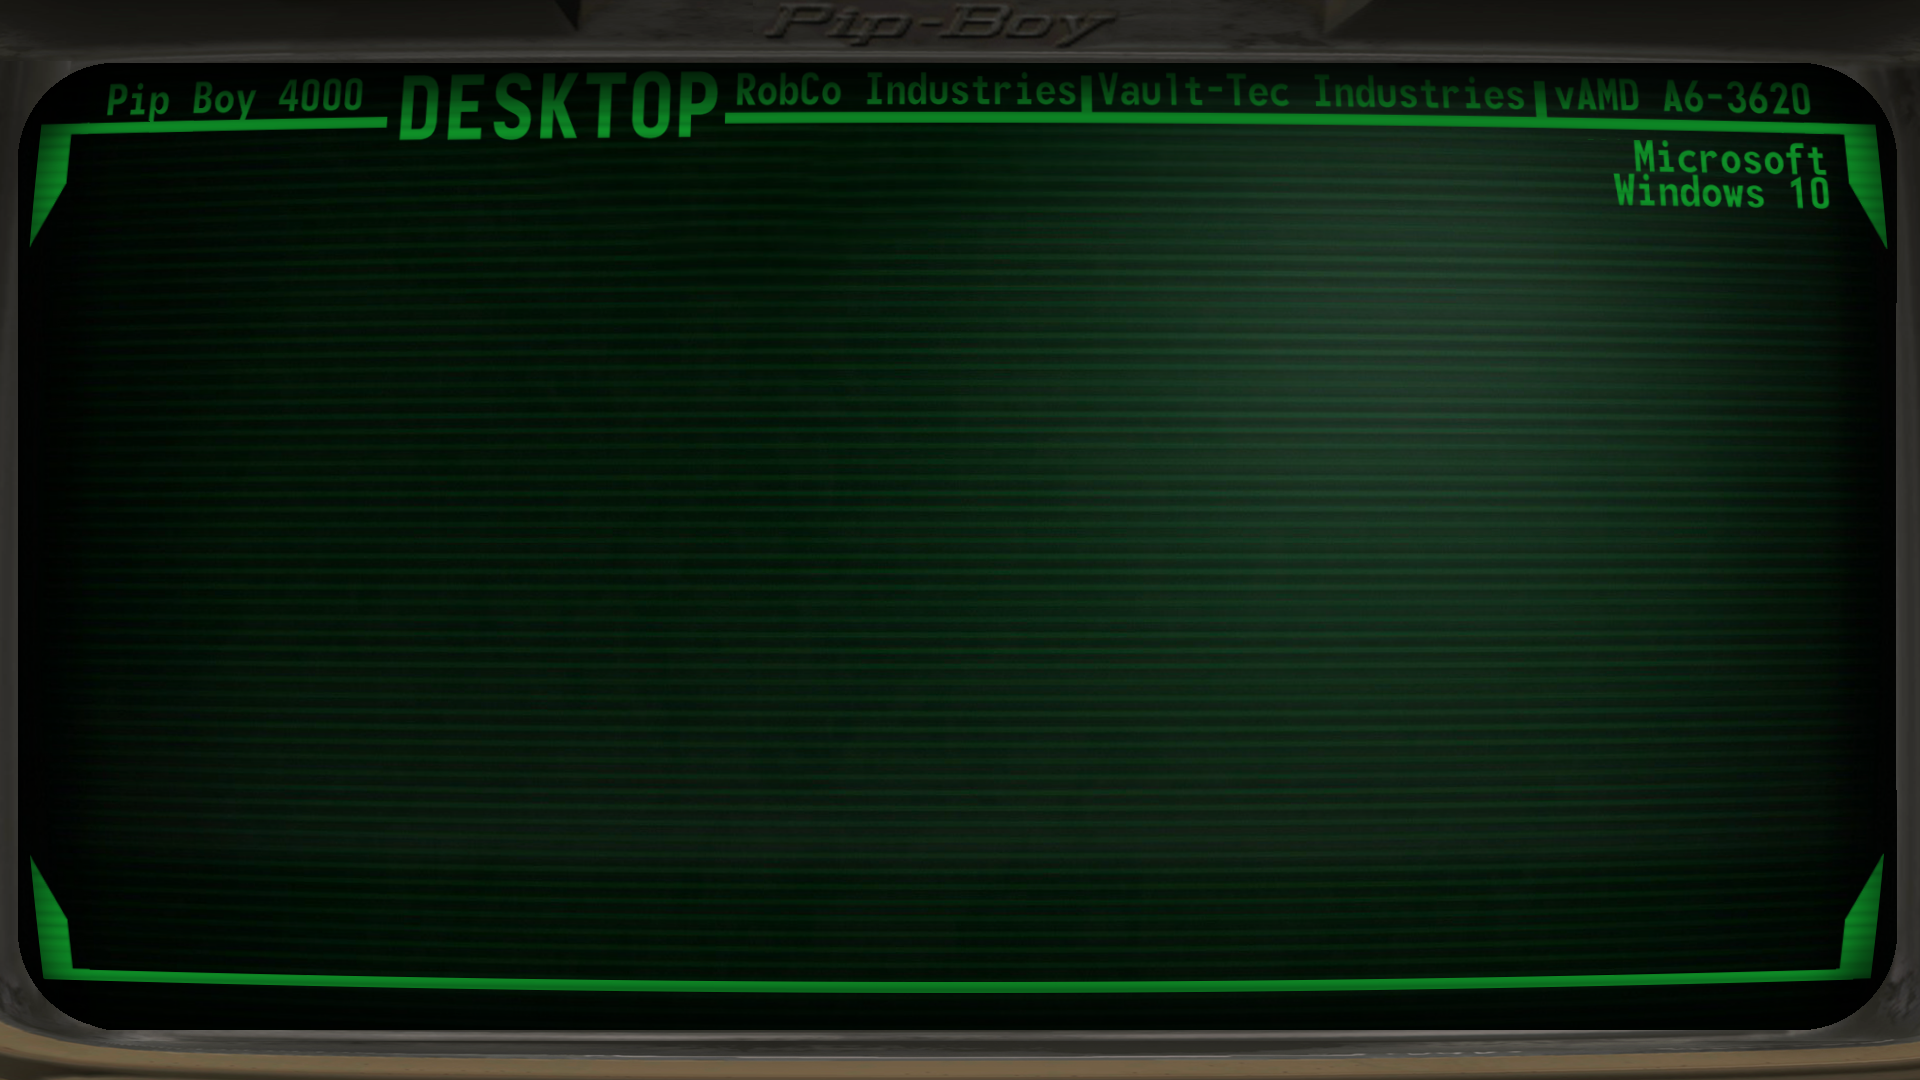 Pip-Boy
Pip Boy 4000 DESKTOP RobCo Industries Vault-Tec Industries vAMD A6-3620
Microsoft
Windows 10